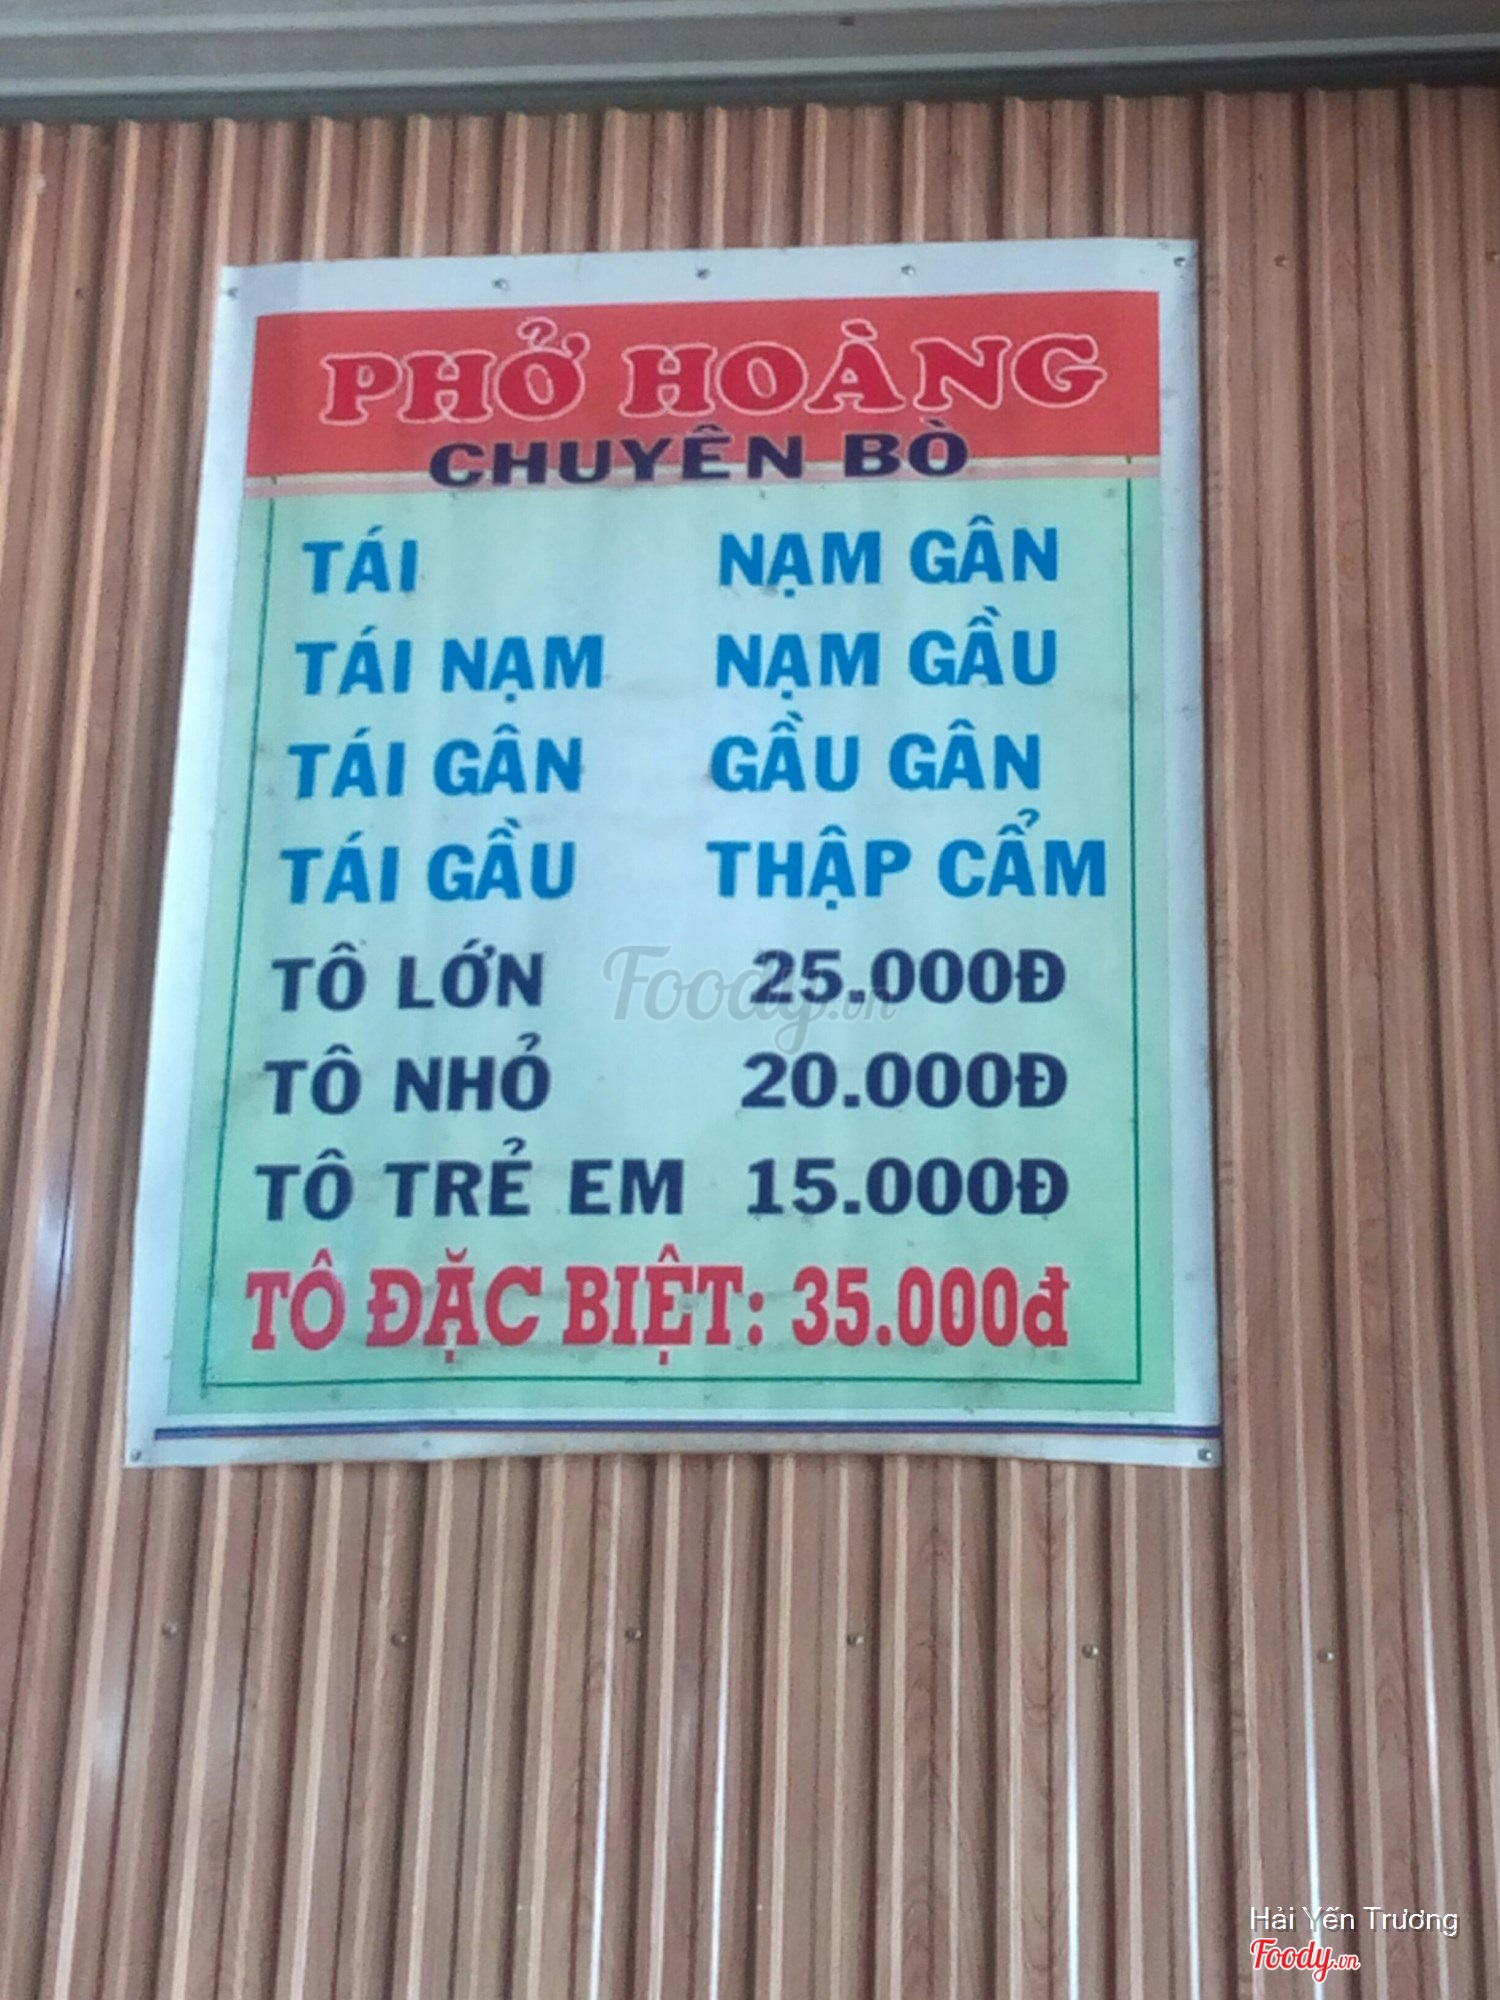 PHỞ HOÀNG
CHUYÊN BÒ
TÁI NẠM GÂN
TÁI NẠM NẠM GẦU
TÁI GÂN GẦU GÂN
TÁI GẦU THẬP CẨM
TÔ LỚN 25.000Đ
Foody.vn
TÔ NHỎ 20.000Đ
TÔ TRẺ EM 15.000Đ
TÔ ĐẶC BIỆT: 35.000đ
Hải Yến Trương
Foody.vn